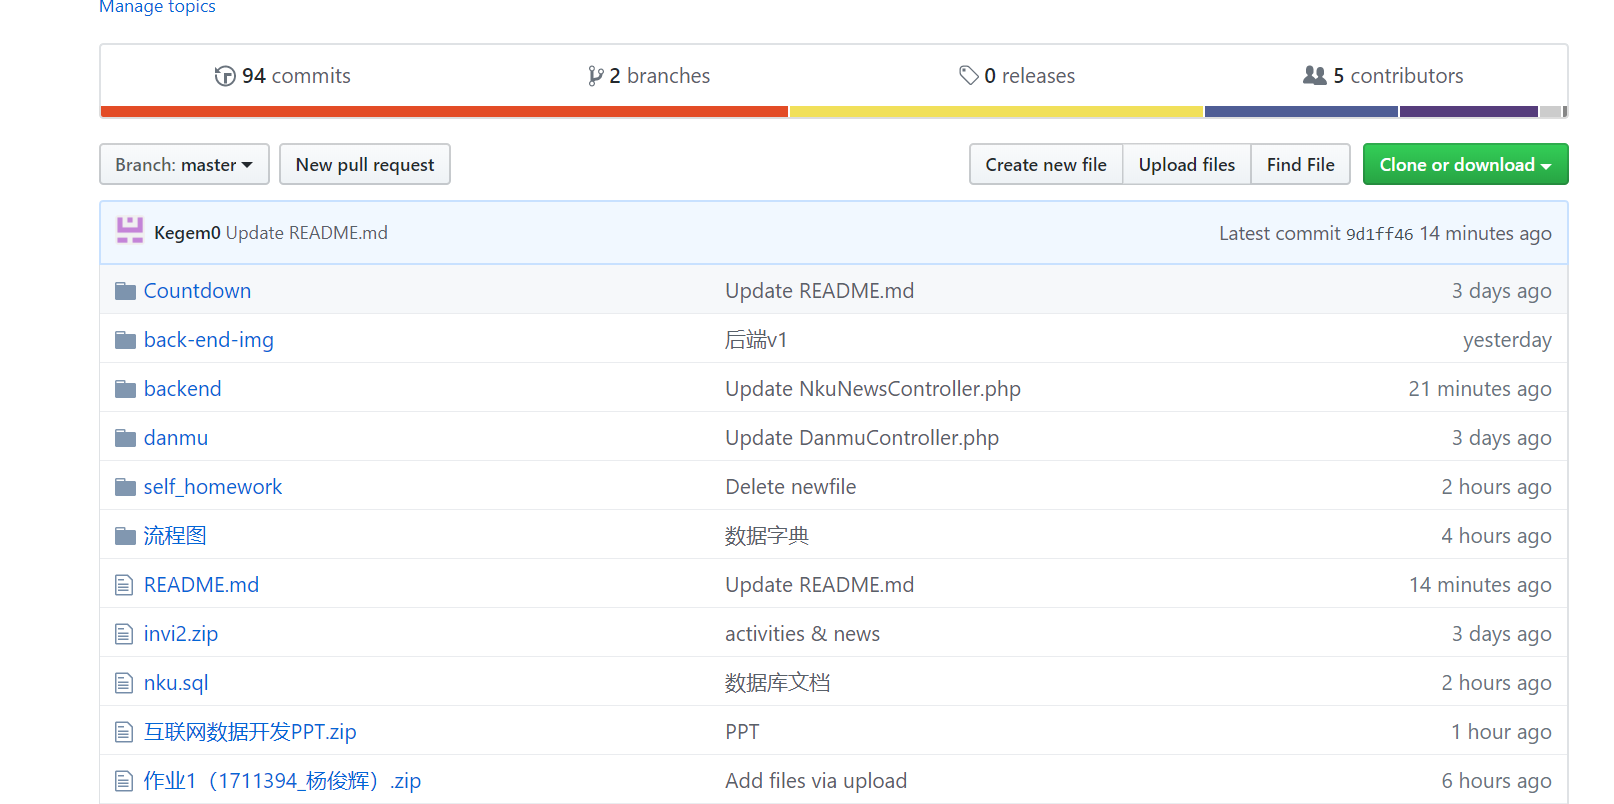 Manage topics
94 commits 2 branches 0 releases 5 contributors
Branch: master New pull request Create new file Upload files Find File Clone or download
Kegem0 Update README.md Latest commit 9d1ff46 14 minutes ago
Countdown Update README.md 3 days ago
back-end-img 后端v1 yesterday
backend Update NkuNewsController.php 21 minutes ago
danmu Update DanmuController.php 3 days ago
self_homework Delete newfile 2 hours ago
流程图 数据字典 4 hours ago
README.md Update README.md 14 minutes ago
invi2.zip activities & news 3 days ago
nku.sql 数据库文档 2 hours ago
互联网数据开发PPT.zip PPT 1 hour ago
作业1（1711394_杨俊辉）.zip Add files via upload 6 hours ago